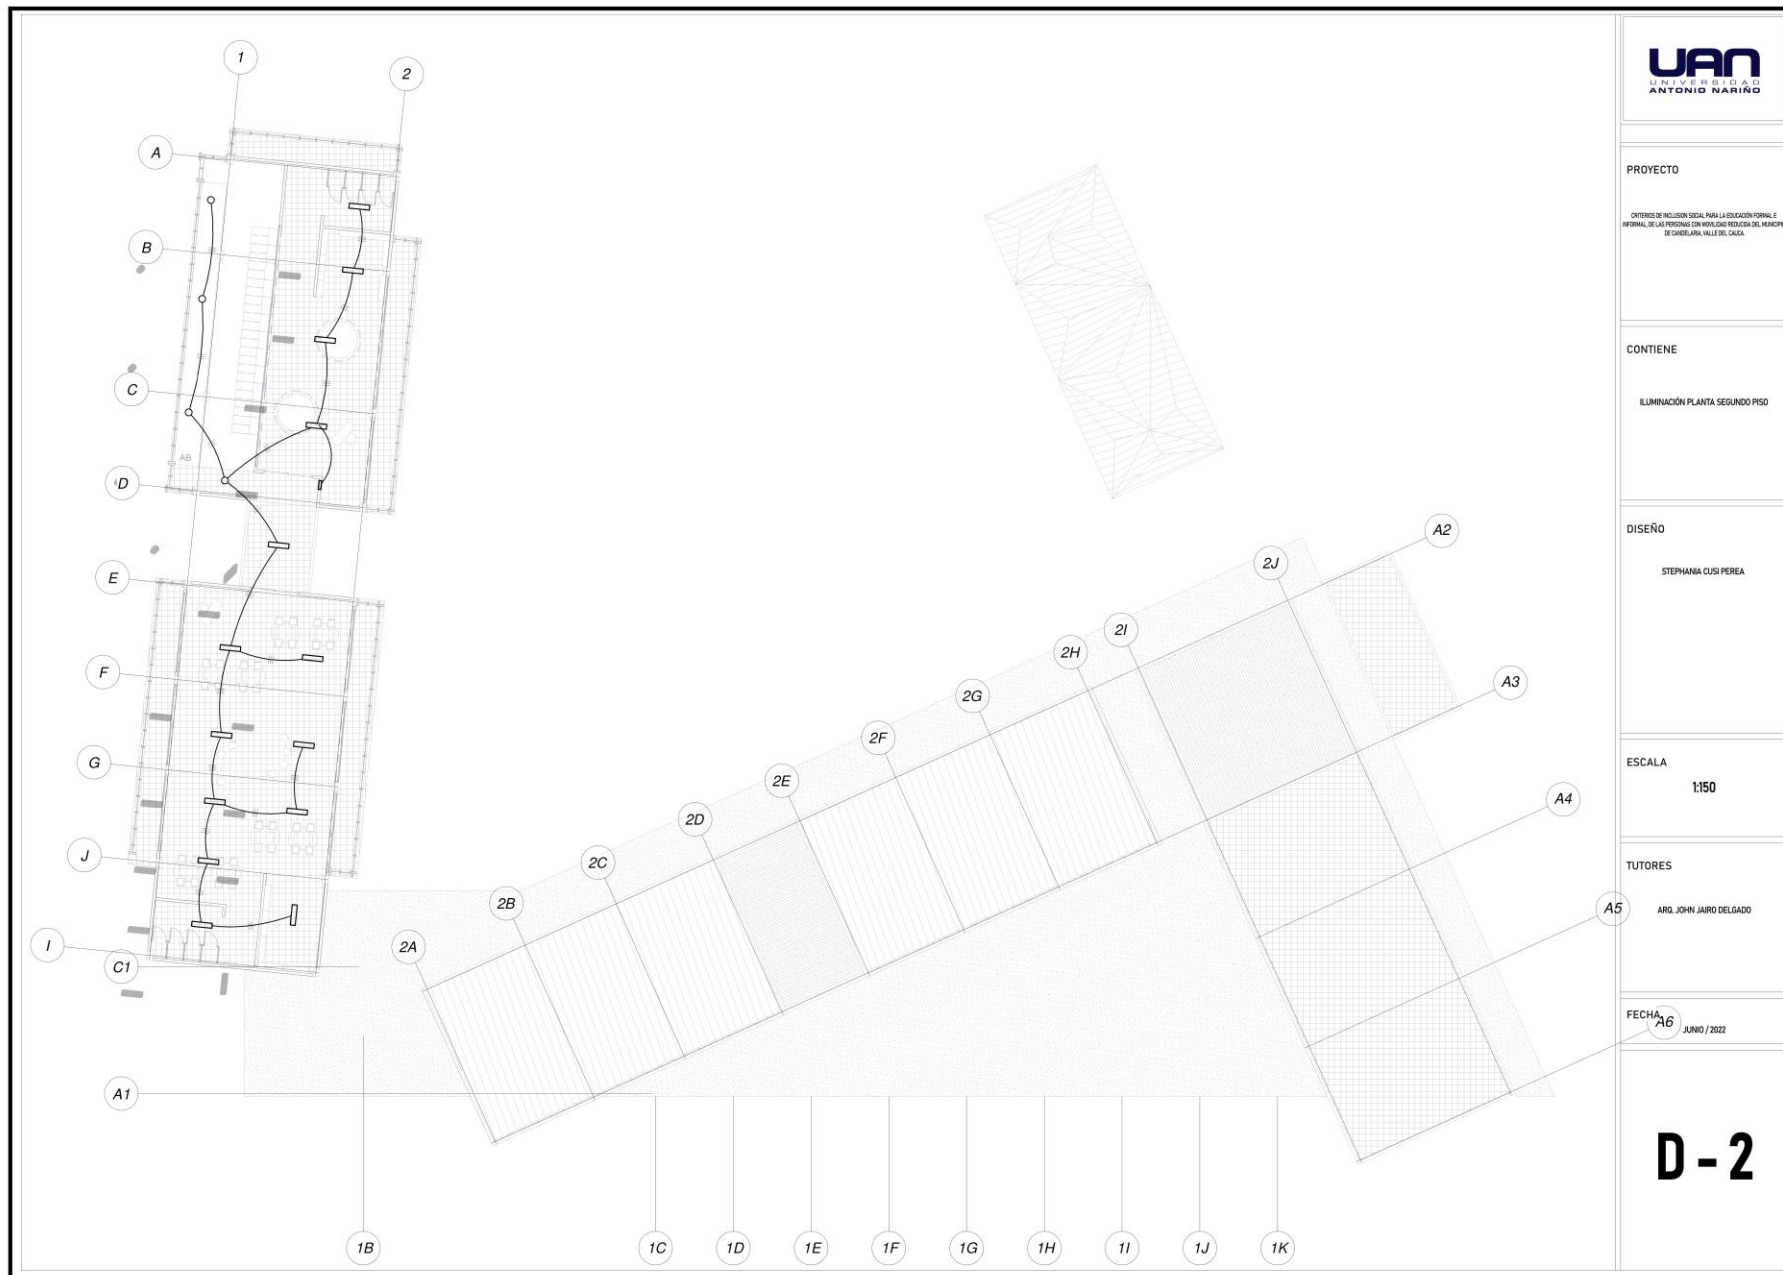 1
2
A
B
C
D
E
F
G
J
I
C1
A1
AB
2A
2B
2C
2D
2E
2F
2G
2H
2I
2J
A2
A3
A4
A5
A6
1B
1C
1D
1E
1F
1G
1H
1I
1J
1K
UAN
UNIVERSIDAD
ANTONIO NARIÑO
PROYECTO
CRITERIOS DE INCLUSION SOCIAL PARA LA EDUCACIÓN FORMAL E
INFORMAL, DE LAS PERSONAS CON MOVILIDAD REDUCIDA DEL MUNICIPI
DE CANDELARIA, VALLE DEL CAUCA.
CONTIENE
ILUMINACIÓN PLANTA SEGUNDO PISO
DISEÑO
STEPHANIA CUSI PEREA
ESCALA
1:150
TUTORES
ARQ. JOHN JAIRO DELGADO
FECHA
JUNIO / 2022
D - 2